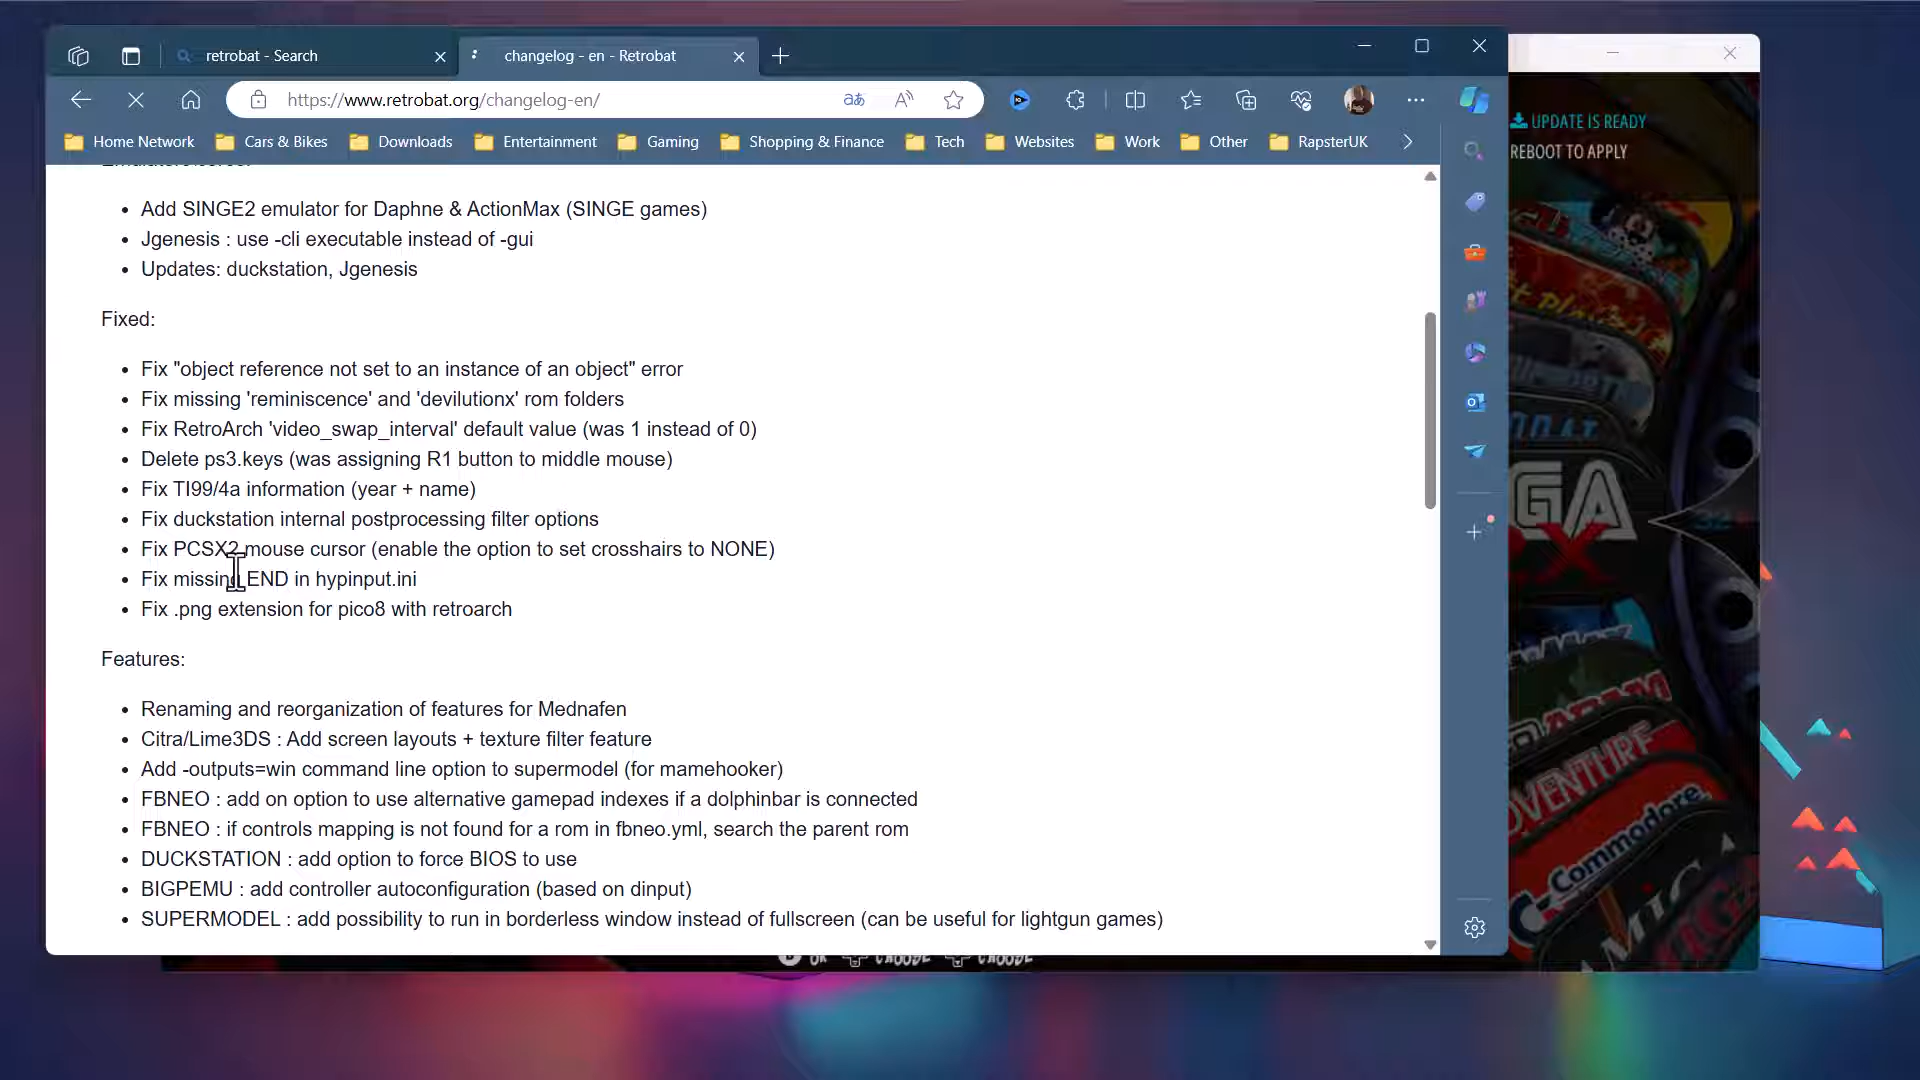 retrobat - Search
changelog - en - Retrobat
https://www.retrobat.org/changelog-en/
Home Network
Cars & Bikes
Downloads
Entertainment
Gaming
Shopping & Finance
Tech
Websites
Work
Other
RapsterUK
Add SINGE2 emulator for Daphne & ActionMax (SINGE games)
Jgenesis : use -cli executable instead of -gui
Updates: duckstation, Jgenesis
Fixed:
Fix "object reference not set to an instance of an object" error
Fix missing 'reminiscence' and 'devilutionx' rom folders
Fix RetroArch 'video_swap_interval' default value (was 1 instead of 0)
Delete ps3.keys (was assigning R1 button to middle mouse)
Fix TI99/4a information (year + name)
Fix duckstation internal postprocessing filter options
Fix PCSX2 mouse cursor (enable the option to set crosshairs to NONE)
Fix missing END in hypinput.ini
Fix .png extension for pico8 with retroarch
Features:
Renaming and reorganization of features for Mednafen
Citra/Lime3DS : Add screen layouts + texture filter feature
Add -outputs=win command line option to supermodel (for mamehooker)
FBNEO : add on option to use alternative gamepad indexes if a dolphinbar is connected
FBNEO : if controls mapping is not found for a rom in fbneo.yml, search the parent rom
DUCKSTATION : add option to force BIOS to use
BIGPEMU : add controller autoconfiguration (based on dinput)
SUPERMODEL : add possibility to run in borderless window instead of fullscreen (can be useful for lightgun games)
UPDATE IS READY
REBOOT TO APPLY
Commodore
OK CHOOSE CHOOSE